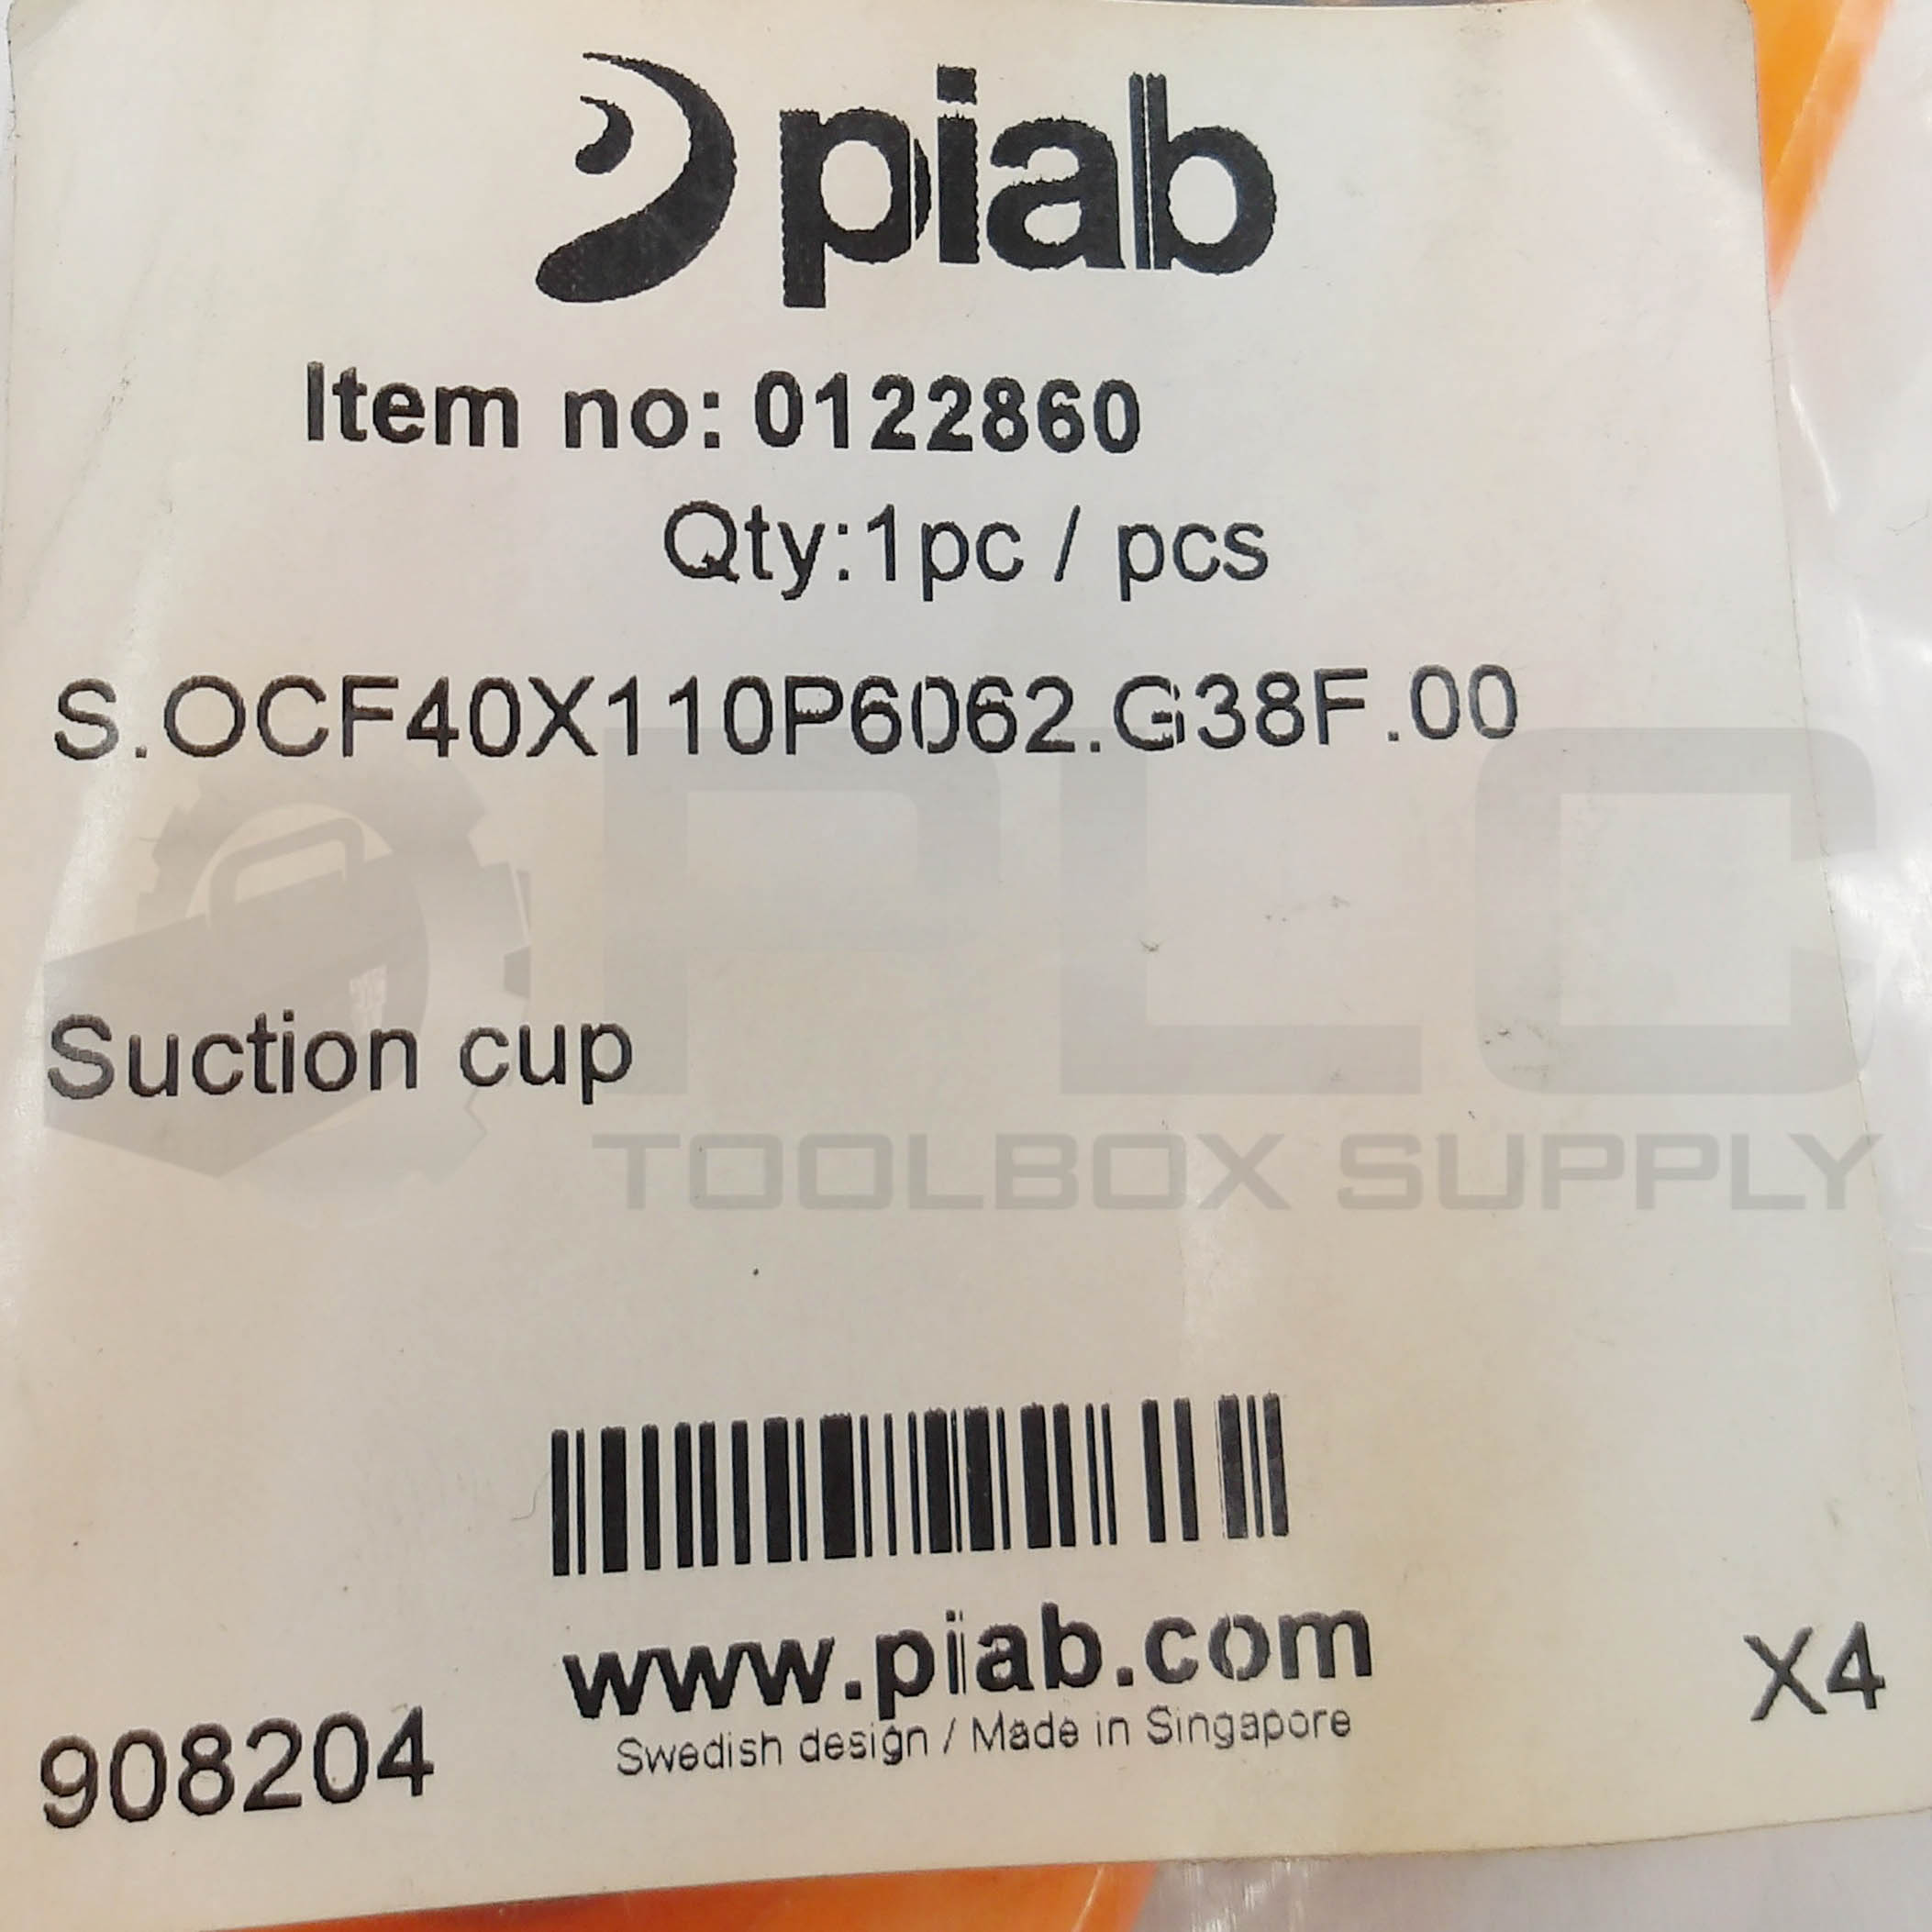 piab
Item no: 0122860
Qty:1pc / pcs
S.OCF40X110P6062.G38F.00
PLC
Suction cup
TOOLBOX SUPPLY
www.piab.com
X4
Swedish design / Made in Singapore
908204